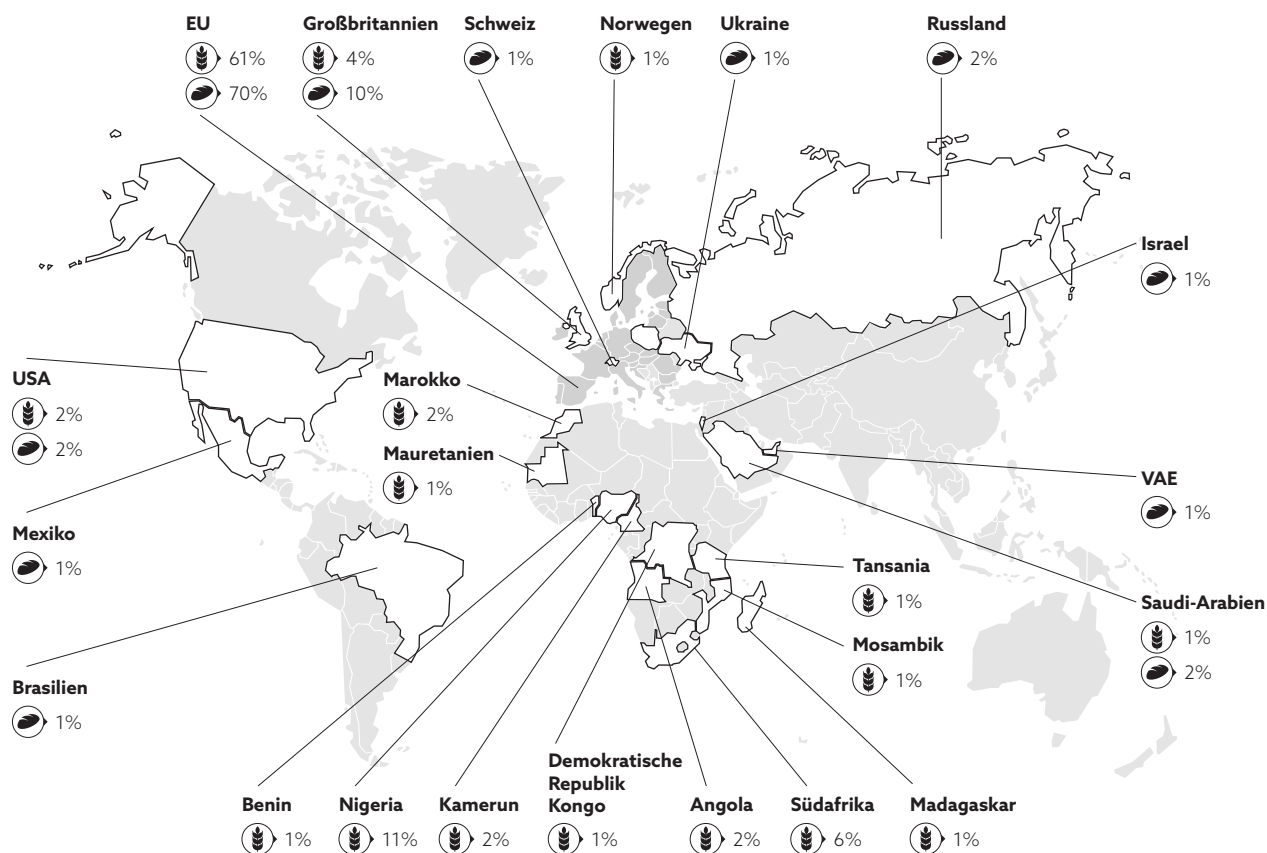 EU
61%
70%
Großbritannien
4%
10%
Schweiz
1%
Norwegen
1%
Ukraine
1%
Russland
2%
Israel
1%
USA
2%
2%
Marokko
2%
Mauretanien
1%
VAE
1%
Mexiko
1%
Tansania
1%
Saudi-Arabien
1%
2%
Mosambik
1%
Brasilien
1%
Benin
1%
Nigeria
11%
Kamerun
2%
Demokratische
Republik
Kongo
1%
Angola
2%
Südafrika
6%
Madagaskar
1%